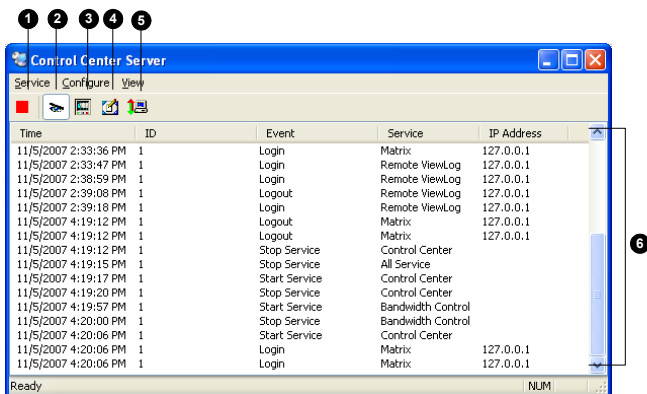 1 2 3 4 5
Control Center Server
Service Configure View
Time ID Event Service IP Address
11/5/2007 2:33:36 PM 1 Login Matrix 127.0.0.1
11/5/2007 2:33:47 PM 1 Login Remote ViewLog 127.0.0.1
11/5/2007 2:38:59 PM 1 Login Remote ViewLog 127.0.0.1
11/5/2007 2:39:08 PM 1 Logout Remote ViewLog 127.0.0.1
11/5/2007 2:39:18 PM 1 Login Remote ViewLog 127.0.0.1
11/5/2007 4:19:12 PM 1 Logout Matrix 127.0.0.1
11/5/2007 4:19:12 PM 1 Logout Matrix 127.0.0.1
11/5/2007 4:19:12 PM 1 Stop Service Control Center
11/5/2007 4:19:15 PM 1 Stop Service All Service
11/5/2007 4:19:17 PM 1 Start Service Control Center
11/5/2007 4:19:20 PM 1 Stop Service Control Center
11/5/2007 4:19:57 PM 1 Start Service Bandwidth Control
11/5/2007 4:20:00 PM 1 Stop Service Bandwidth Control
11/5/2007 4:20:06 PM 1 Start Service Control Center
11/5/2007 4:20:06 PM 1 Login Matrix 127.0.0.1
11/5/2007 4:20:06 PM 1 Login Matrix 127.0.0.1
6
Ready NUM